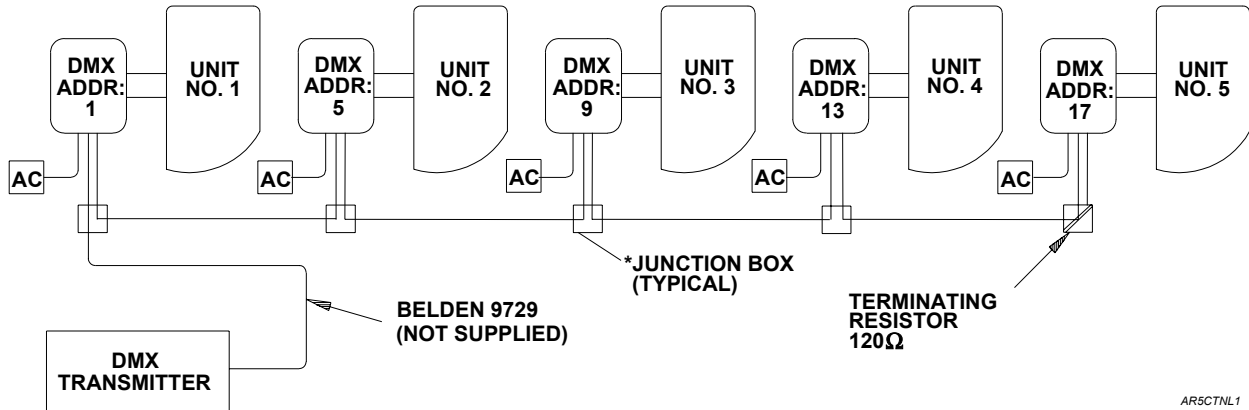 DMX
ADDR:
1
UNIT
NO. 1
DMX
ADDR:
5
UNIT
NO. 2
DMX
ADDR:
9
UNIT
NO. 3
DMX
ADDR:
13
UNIT
NO. 4
DMX
ADDR:
17
UNIT
NO. 5
AC
AC
AC
AC
AC
*JUNCTION BOX
(TYPICAL)
BELDEN 9729
(NOT SUPPLIED)
TERMINATING
RESISTOR
120Ω
DMX
TRANSMITTER
AR5CTNL1